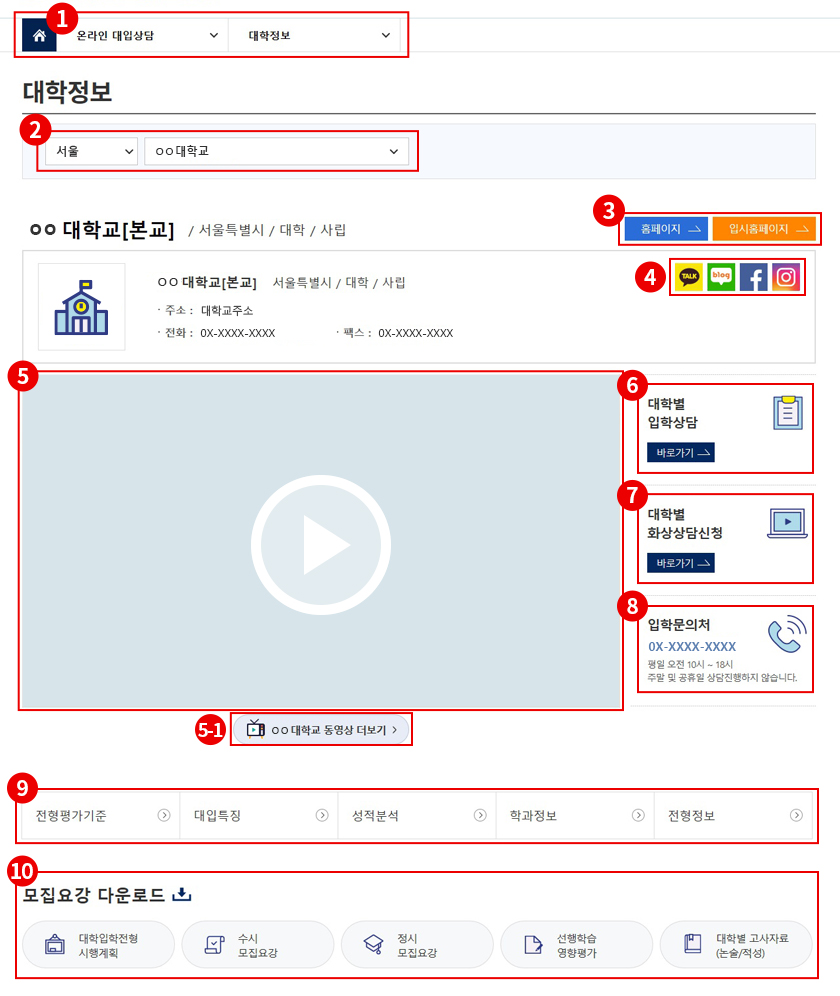 1
온라인 대입상담
대학정보
대학정보
2
서울
ㅇㅇ대학교
3
ㅇㅇ 대학교[본교] / 서울특별시 / 대학 / 사립
홈페이지
입시홈페이지
4
TALK
blog
f
ㅇㅇ 대학교[본교] 서울특별시 / 대학 / 사립
· 주소 : 대학교주소
· 전화 : 0X-XXXX-XXXX · 팩스 : 0X-XXXX-XXXX
5
6
대학별
입학상담
바로가기
7
대학별
화상상담신청
바로가기
8
입학문의처
0X-XXXX-XXXX
평일 오전 10시 ~ 18시
주말 및 공휴일 상담진행하지 않습니다.
5-1
ㅇㅇ대학교 동영상 더보기 >
9
전형평가기준
대입특징
성적분석
학과정보
전형정보
10
모집요강 다운로드
대학입학전형
시행계획
수시
모집요강
정시
모집요강
선행학습
영향평가
대학별 고사자료
(논술/적성)